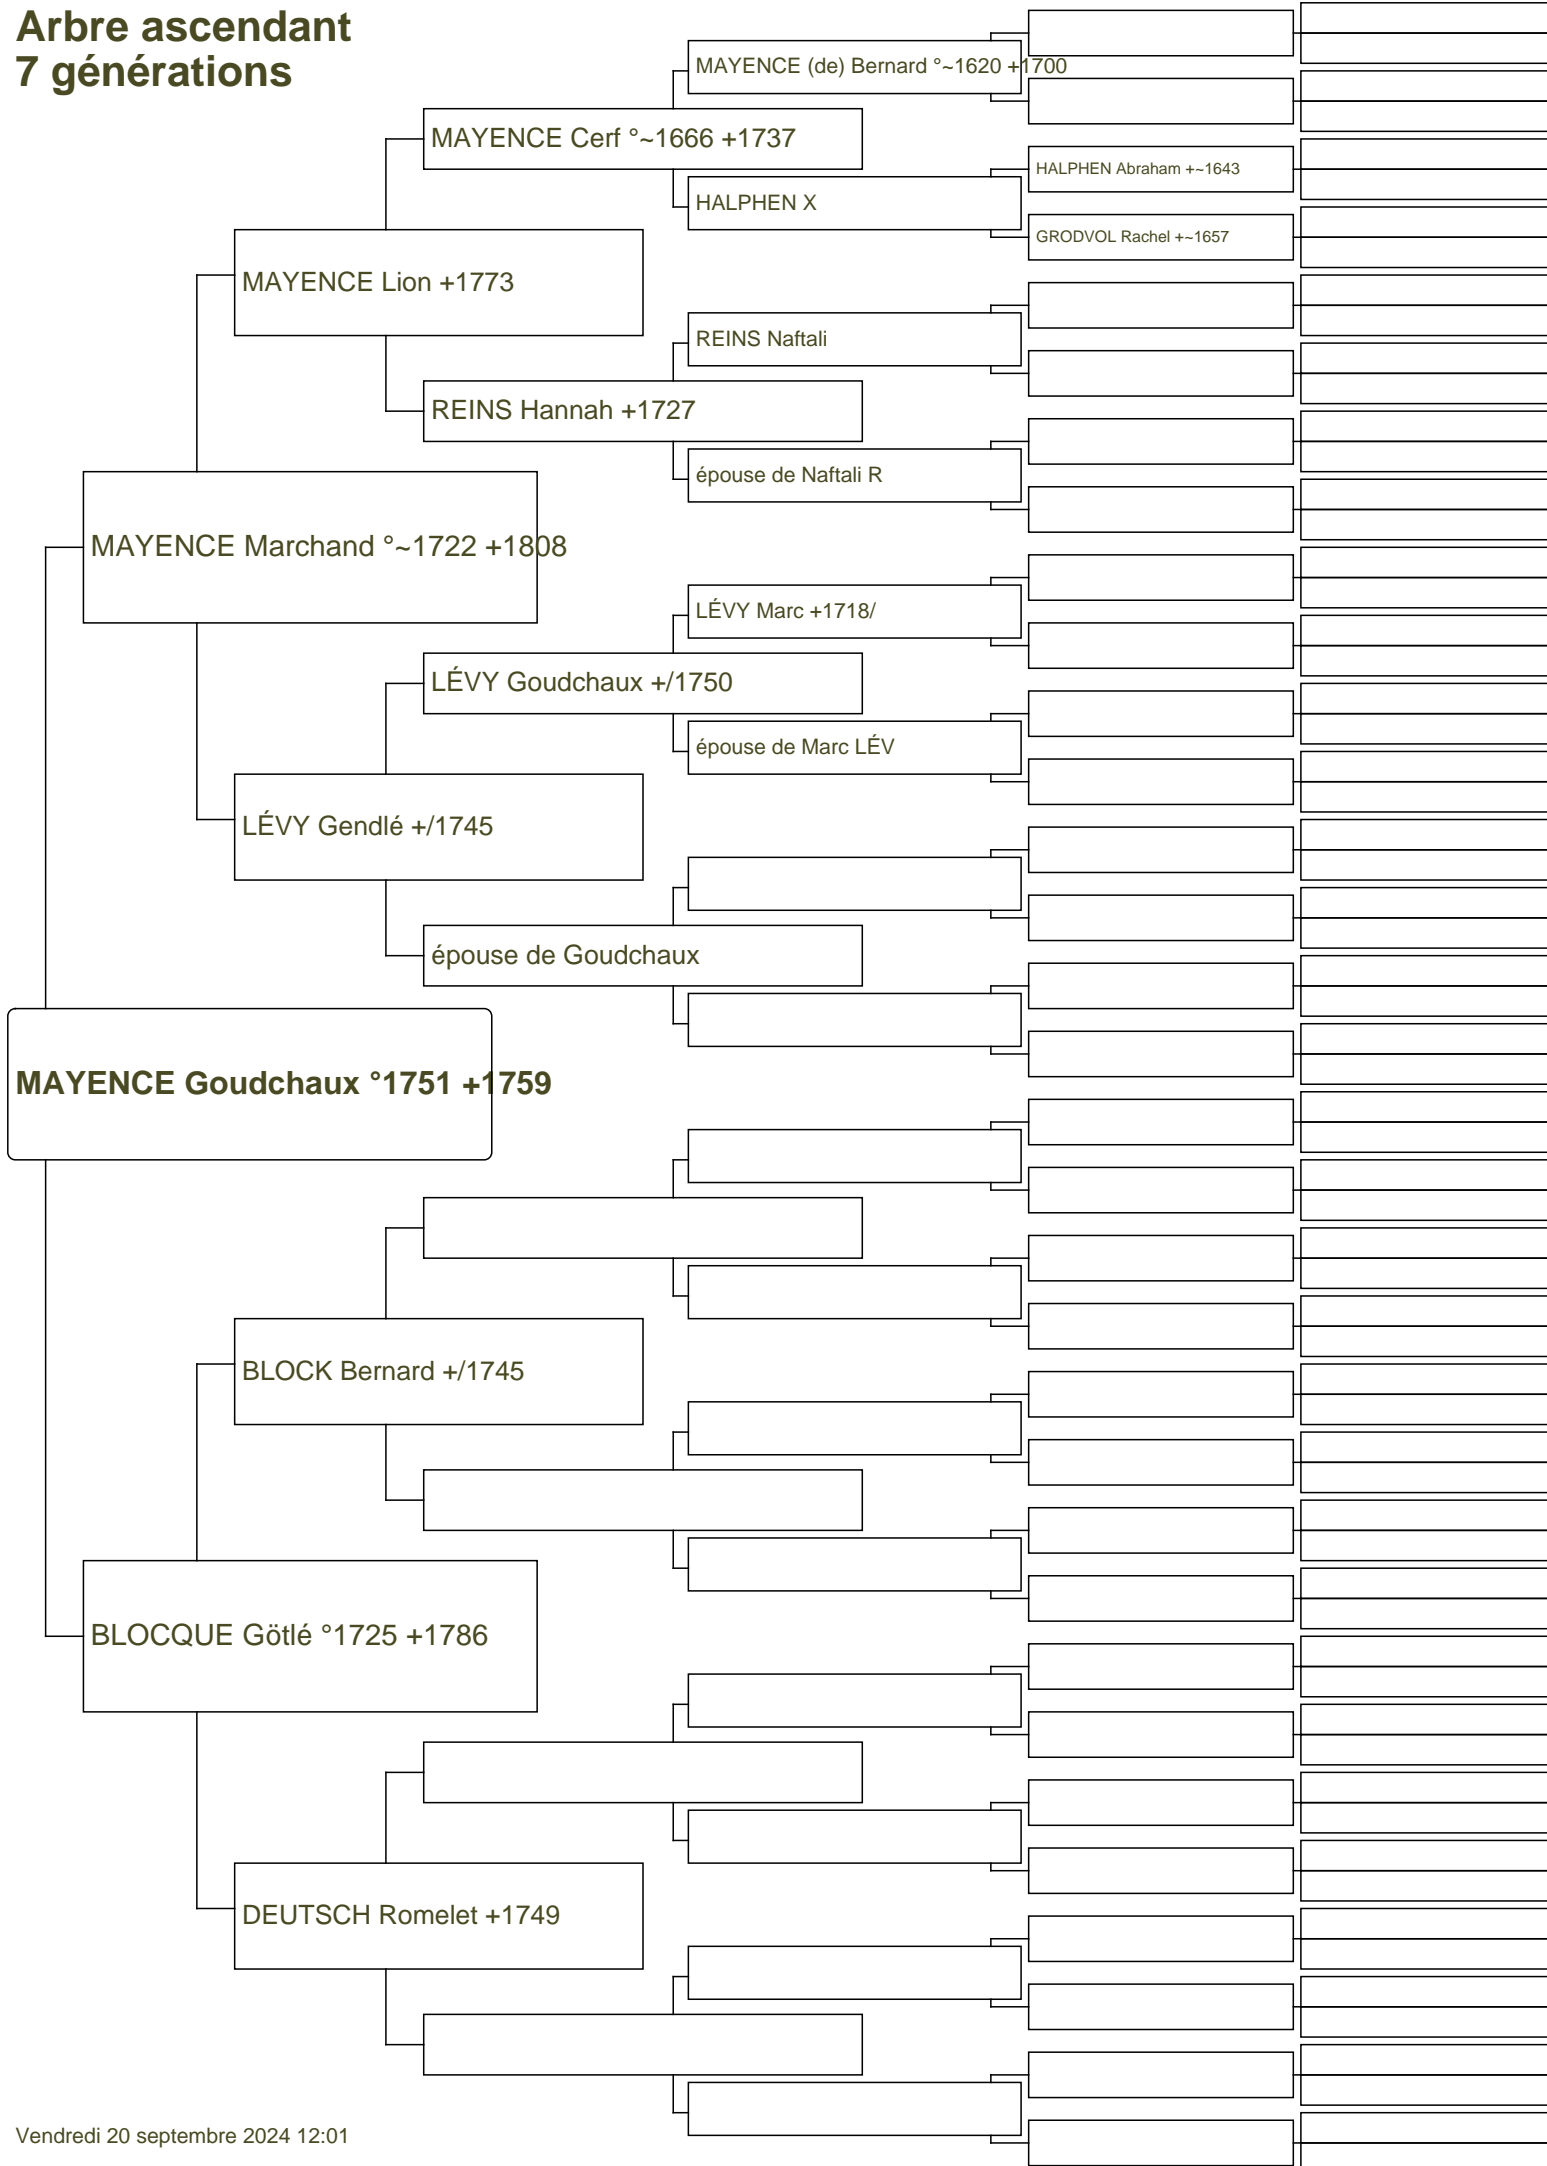 Arbre ascendant
7 générations
MAYENCE (de) Bernard °~1620 +1700
MAYENCE Cerf °~1666 +1737
HALPHEN Abraham +~1643
HALPHEN X
GRODVOL Rachel +~1657
MAYENCE Lion +1773
REINS Naftali
REINS Hannah +1727
épouse de Naftali R
MAYENCE Marchand °~1722 +1808
LÉVY Marc +1718/
LÉVY Goudchaux +/1750
épouse de Marc LÉV
LÉVY Gendlé +/1745
épouse de Goudchaux
MAYENCE Goudchaux °1751 +1759
BLOCK Bernard +/1745
BLOCQUE Götlé °1725 +1786
DEUTSCH Romelet +1749
Vendredi 20 septembre 2024 12:01